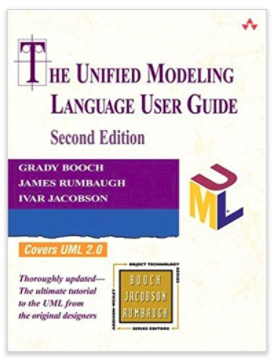 THE UNIFIED MODELING
LANGUAGE USER GUIDE
Second Edition
GRADY BOOCH
JAMES RUMBAUGH
IVAR JACOBSON
UML
Covers UML 2.0
Thoroughly updated—
The ultimate tutorial
to the UML from
the original designers
OBJECT TECHNOLOGY
ADDISON-WESLEY
SERIES
BOOCH
JACOBSON
RUMBAUGH
SERIES EDITORS